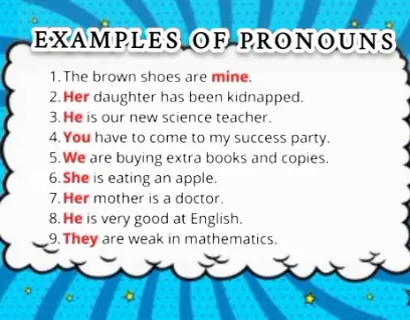 EXAMPLES OF PRONOUNS
1. The brown shoes are mine.
2. Her daughter has been kidnapped.
3. He is our new science teacher.
4. You have to come to my success party.
5. We are buying extra books and copies.
6. She is eating an apple.
7. Her mother is a doctor.
8. He is very good at English.
9. They are weak in mathematics.